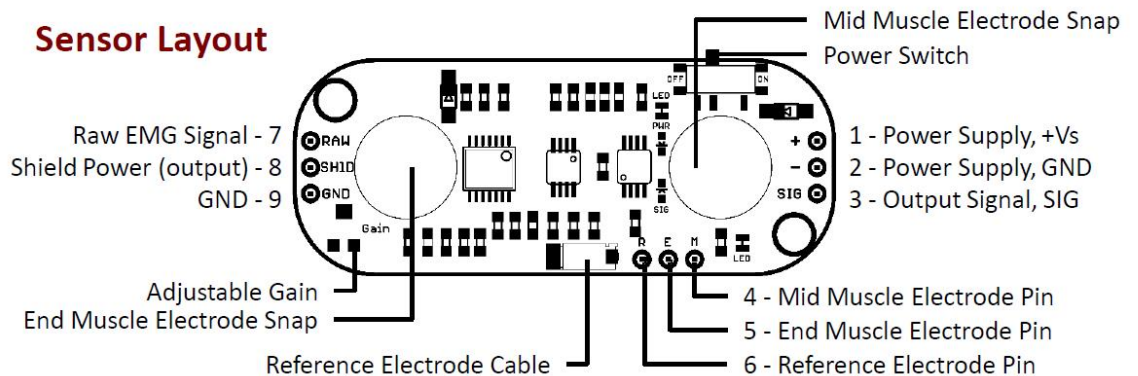 Sensor Layout
Mid Muscle Electrode Snap
Power Switch
OFF
ON
LED
PWR
Raw EMG Signal - 7
RAW
+
1 - Power Supply, +Vs
Shield Power (output) - 8
SHID
-
2 - Power Supply, GND
GND - 9
GND
SIG
SIG
3 - Output Signal, SIG
Gain
R E M
LED
Adjustable Gain
4 - Mid Muscle Electrode Pin
End Muscle Electrode Snap
5 - End Muscle Electrode Pin
Reference Electrode Cable
6 - Reference Electrode Pin